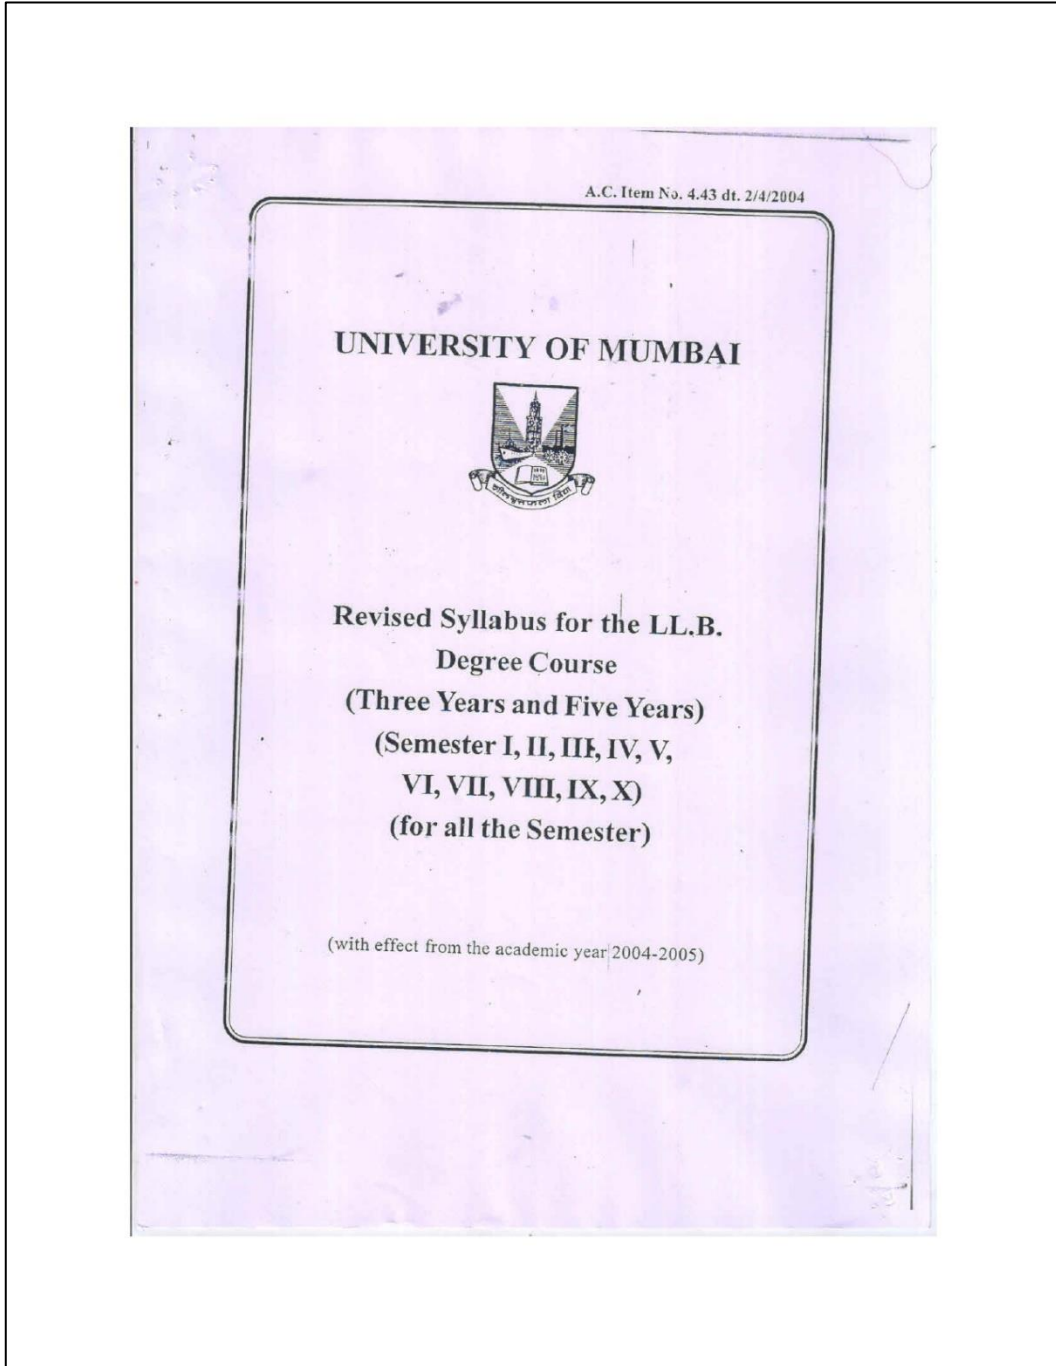 A.C. Item No. 4.43 dt. 2/4/2004
UNIVERSITY OF MUMBAI
Revised Syllabus for the LL.B.
Degree Course
(Three Years and Five Years)
(Semester I, II, III, IV, V,
VI, VII, VIII, IX, X)
(for all the Semester)
(with effect from the academic year 2004-2005)